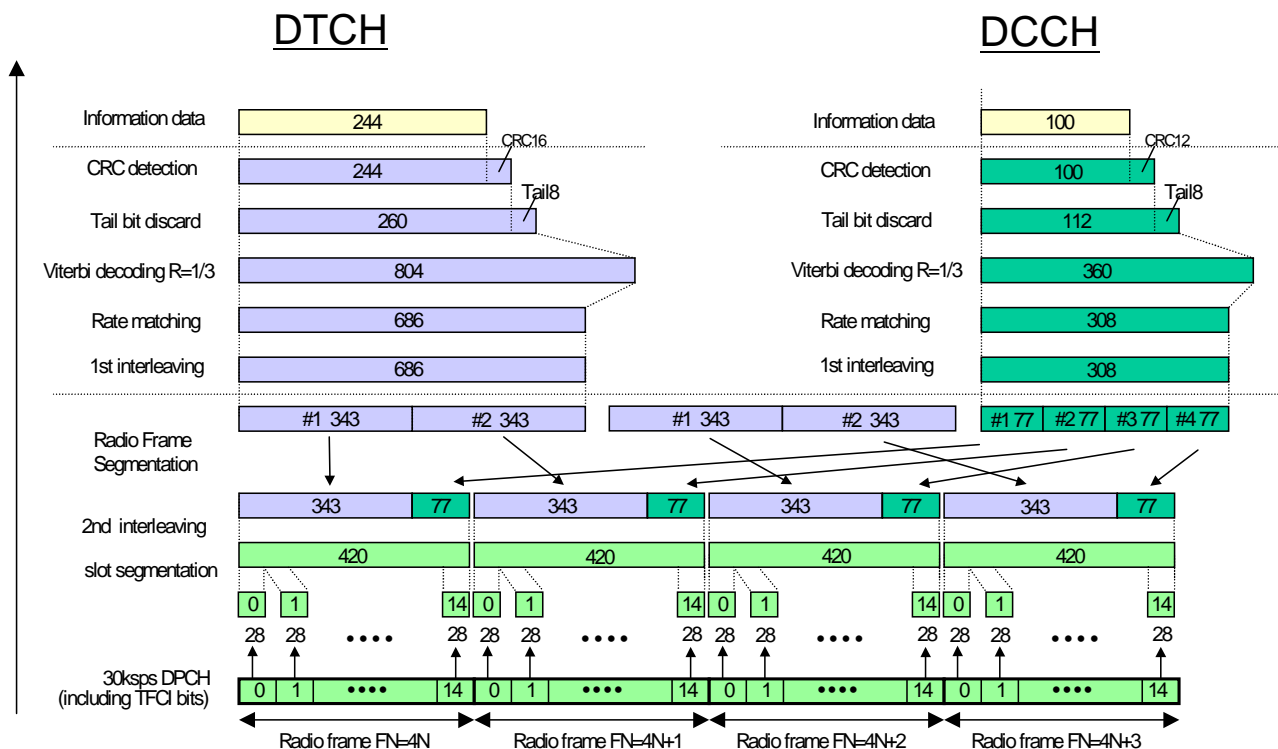 DTCH DCCH
Information data 244 Information data 100
CRC16 CRC12
CRC detection 244 CRC detection 100
Tail8 Tail8
Tail bit discard 260 Tail bit discard 112
Viterbi decoding R=1/3 804 Viterbi decoding R=1/3 360
Rate matching 686 Rate matching 308
1st interleaving 686 1st interleaving 308
#1 343 #2 343 #1 343 #2 343 #1 77 #2 77 #3 77 #4 77
Radio Frame
Segmentation
343 77 343 77 343 77 343 77
2nd interleaving
420 420 420 420
slot segmentation
0 1 14 0 1 14 0 1 14 0 1 14
28 28 •••• 28 28 28 •••• 28 28 28 •••• 28 28 28 •••• 28
30ksps DPCH
(including TFCI bits)
0 1 •••• 14 0 1 •••• 14 0 1 •••• 14 0 1 •••• 14
Radio frame FN=4N Radio frame FN=4N+1 Radio frame FN=4N+2 Radio frame FN=4N+3